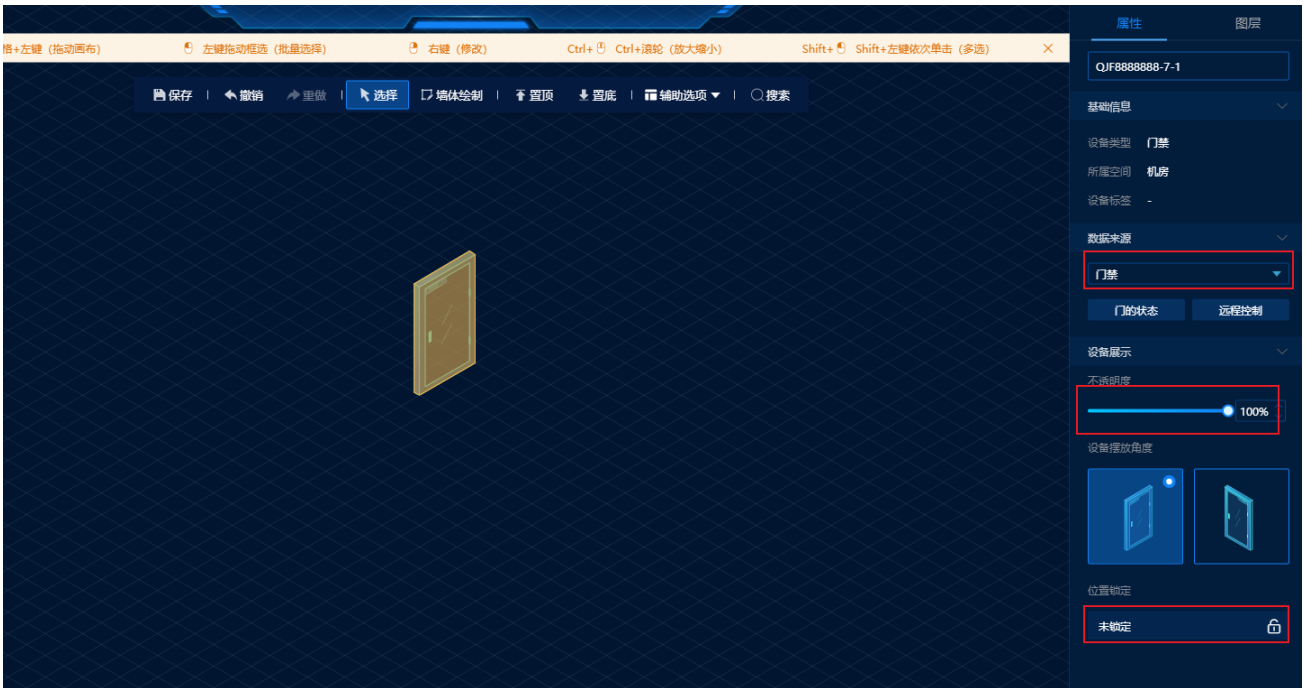 格+左键 (拖动画布) 左键拖动框选 (批量选择) 右键 (修改) Ctrl+ Ctrl+滚轮 (放大缩小) Shift+ Shift+左键依次单击 (多选)
保存 撤销 重做 选择 墙体绘制 置顶 置底 辅助选项 搜索
属性 图层
QJF8888888-7-1
基础信息
设备类型 门禁
所属空间 机房
设备标签 -
数据来源
门禁
门的状态 远程控制
设备展示
不透明度
100%
设备摆放角度
位置锁定
未锁定